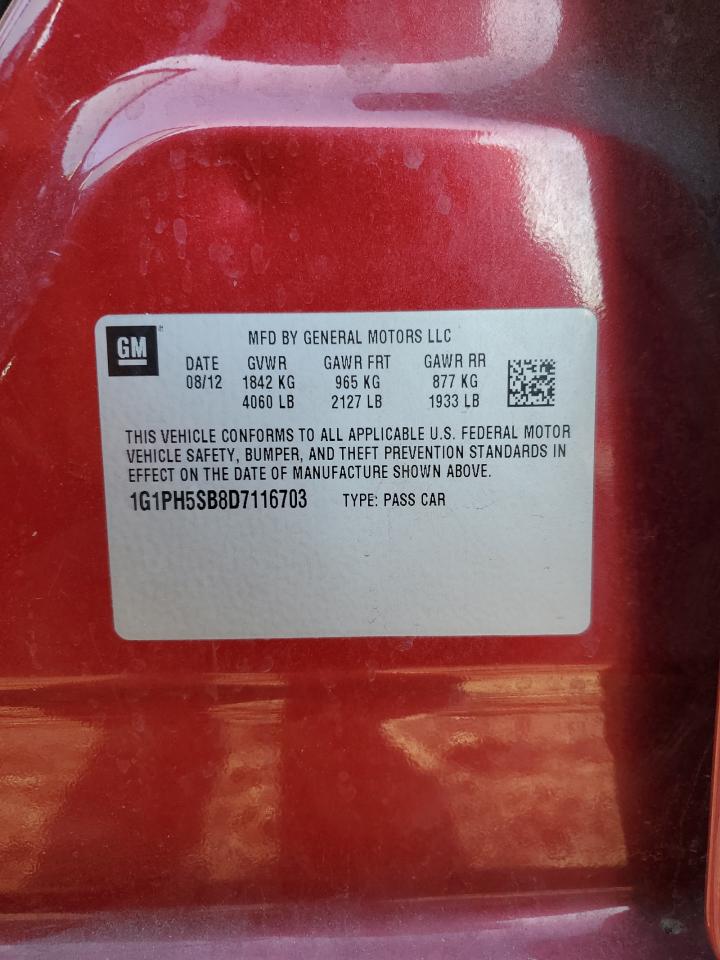 GM
MFD BY GENERAL MOTORS LLC
DATE GVWR GAWR FRT GAWR RR
08/12 1842 KG 965 KG 877 KG
4060 LB 2127 LB 1933 LB
THIS VEHICLE CONFORMS TO ALL APPLICABLE U.S. FEDERAL MOTOR
VEHICLE SAFETY, BUMPER, AND THEFT PREVENTION STANDARDS IN
EFFECT ON THE DATE OF MANUFACTURE SHOWN ABOVE.
1G1PH5SB8D7116703 TYPE: PASS CAR